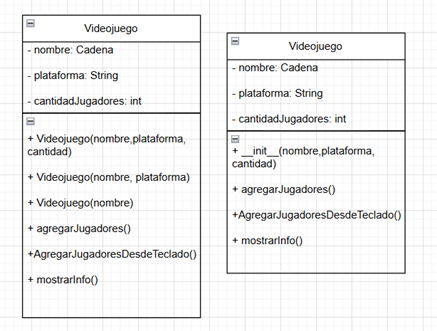 Videojuego
- nombre: Cadena
- plataforma: String
- cantidadJugadores: int
+ Videojuego(nombre,plataforma,
cantidad)
+ Videojuego(nombre, plataforma)
+ Videojuego(nombre)
+ agregarJugadores()
+AgregarJugadoresDesdeTeclado()
+ mostrarInfo()
Videojuego
- nombre: Cadena
- plataforma: String
- cantidadJugadores: int
+ __init__(nombre,plataforma,
cantidad)
+ agregarJugadores()
+AgregarJugadoresDesdeTeclado()
+ mostrarInfo()